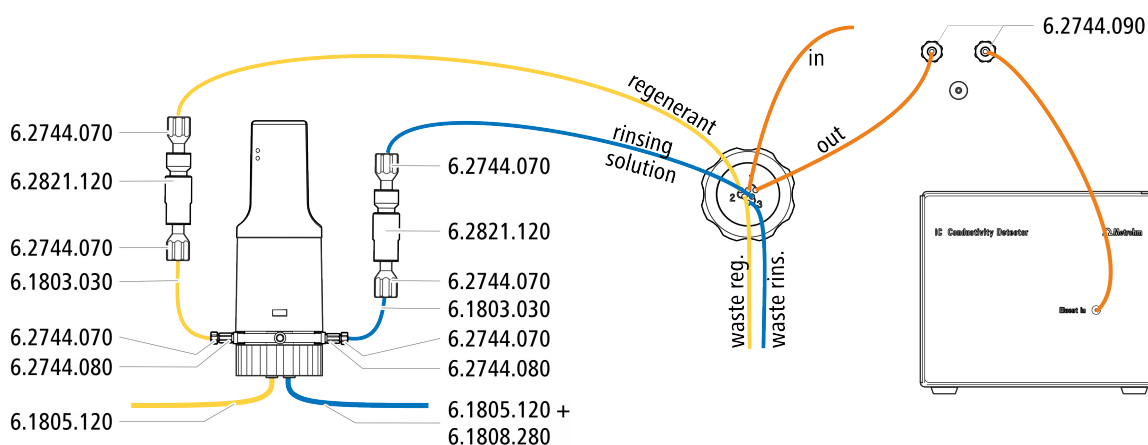 6.2744.070
6.2821.120
6.2744.070
6.1803.030
6.2744.070
6.2744.080
6.1805.120
6.2744.070
6.2821.120
6.2744.070
6.1803.030
6.2744.070
6.2744.080
6.1805.120 +
6.1808.280
regenerant
rinsing
solution
in
out
1
2
3
waste reg.
waste rins.
6.2744.090
IC Conductivity Detector
Metrohm
Eluent in